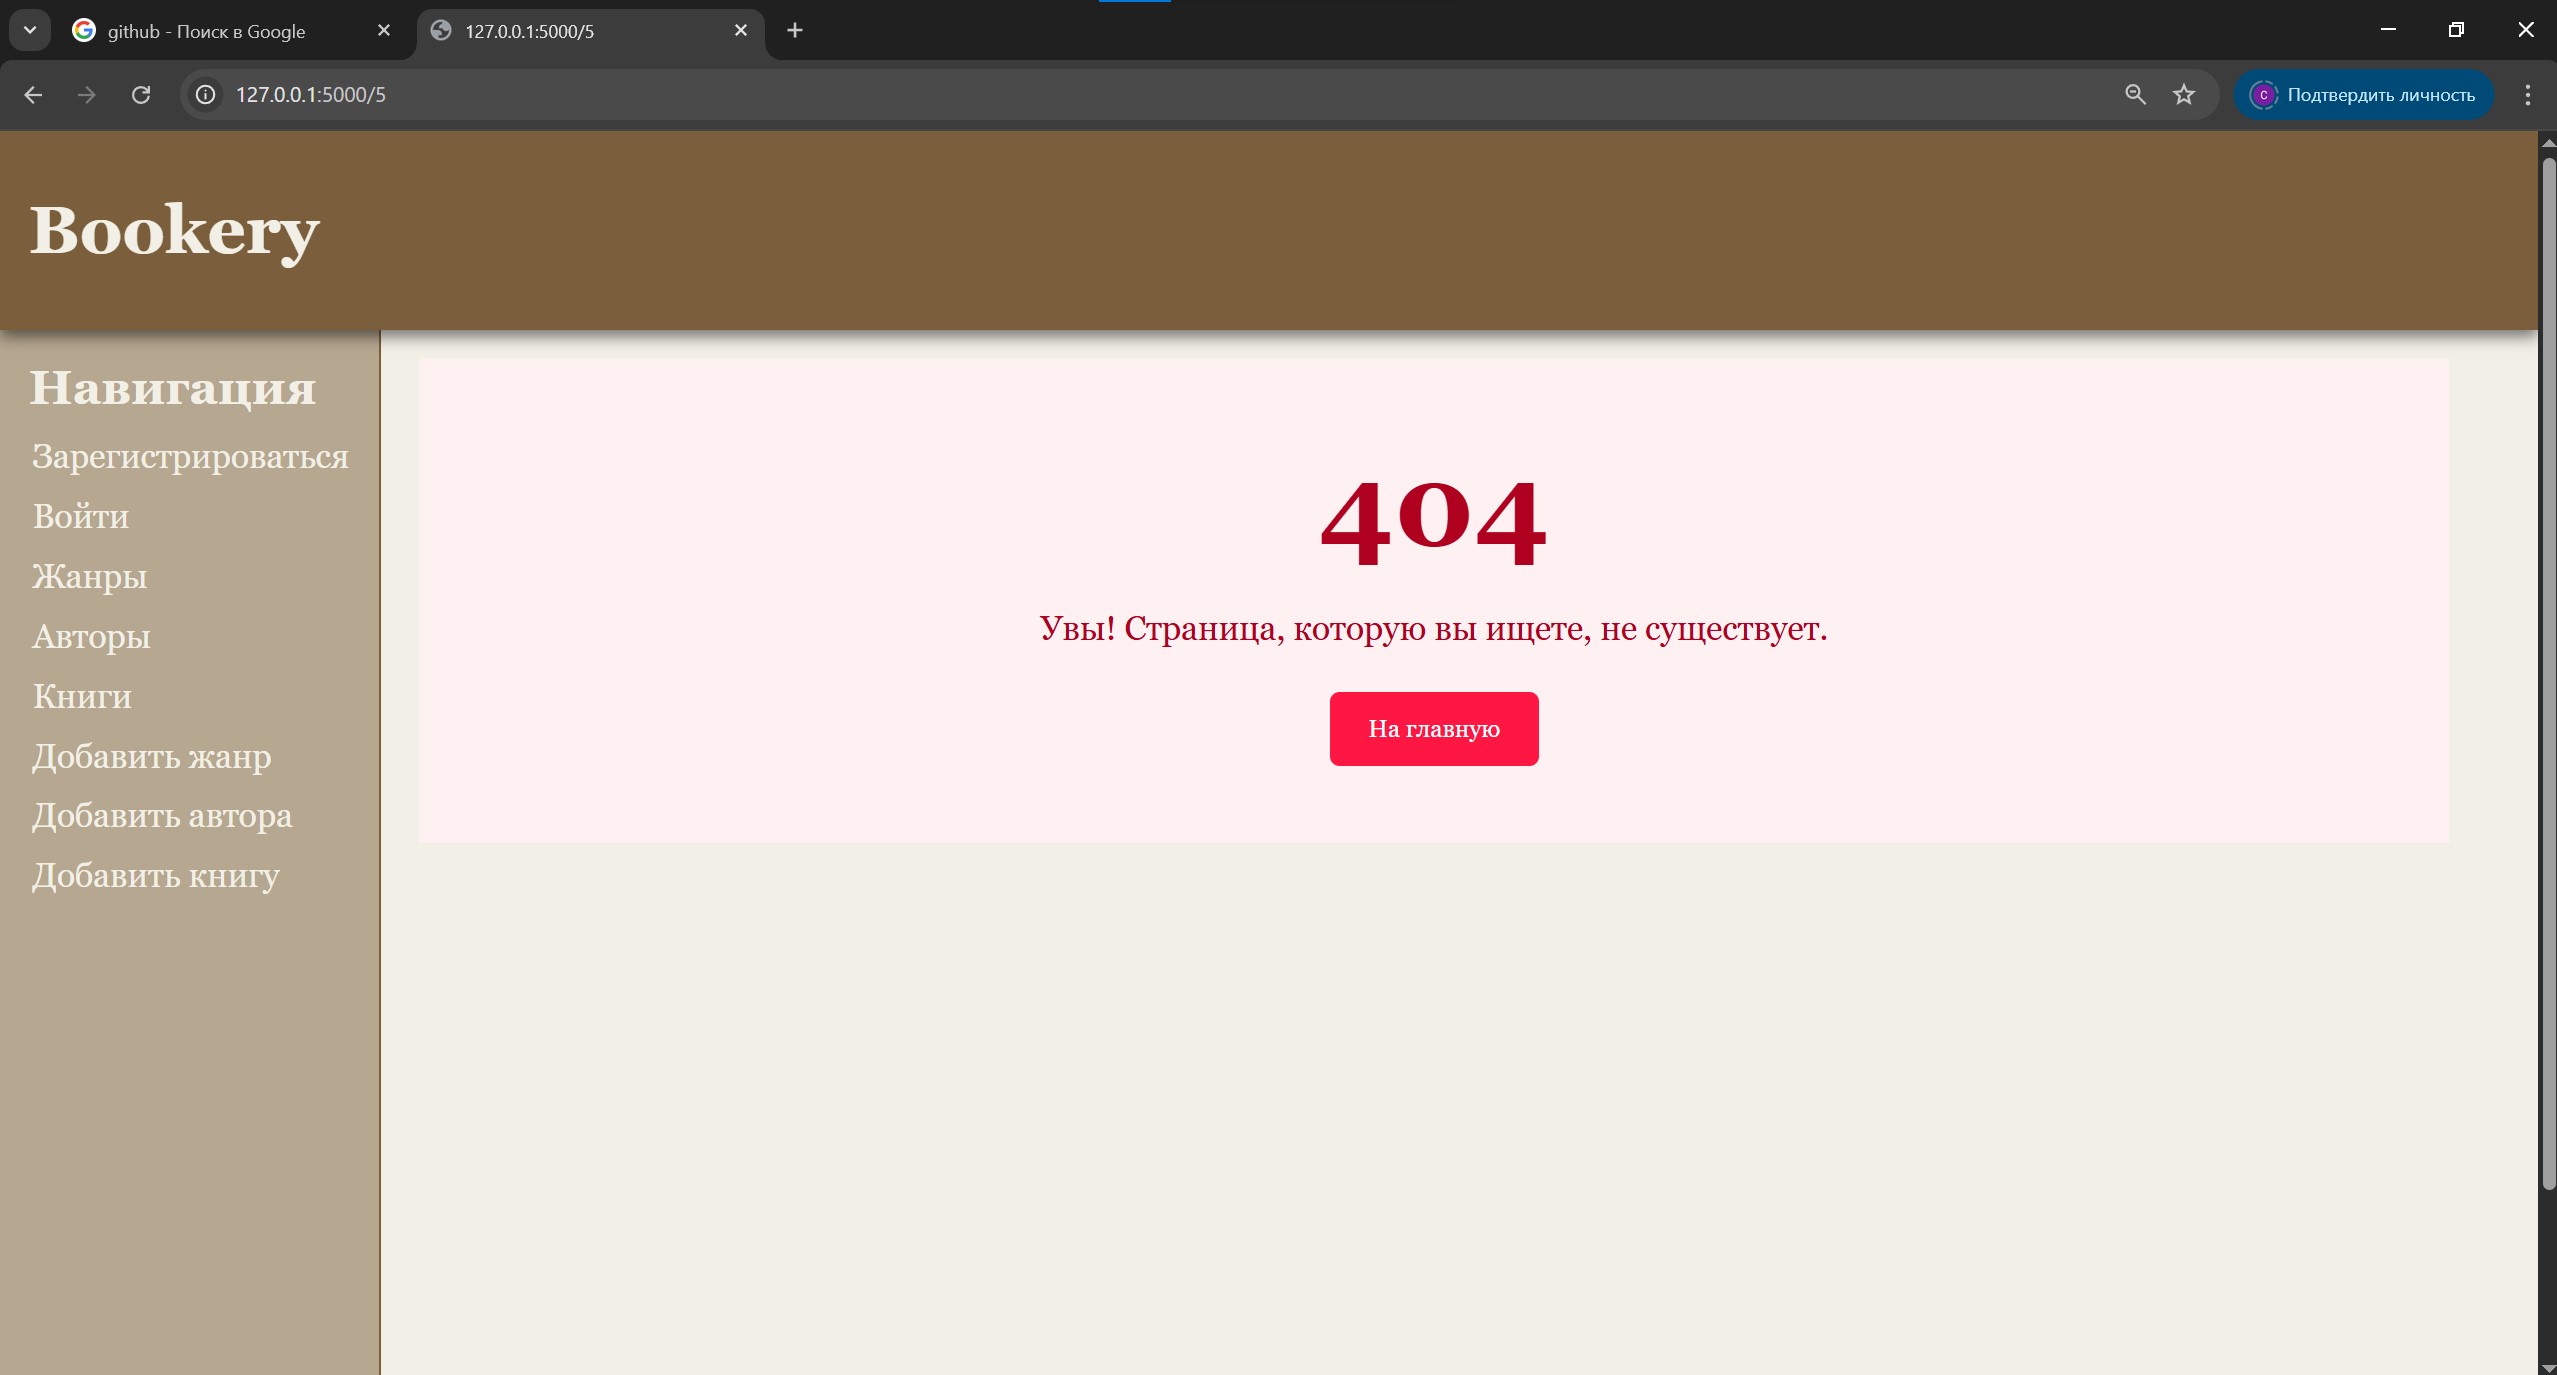 github - Поиск в Google
127.0.0.1:5000/5
127.0.0.1:5000/5
с Подтвердить личность
Bookery
Навигация
Зарегистрироваться
Войти
Жанры
Авторы
Книги
Добавить жанр
Добавить автора
Добавить книгу
404
Увы! Страница, которую вы ищете, не существует.
На главную